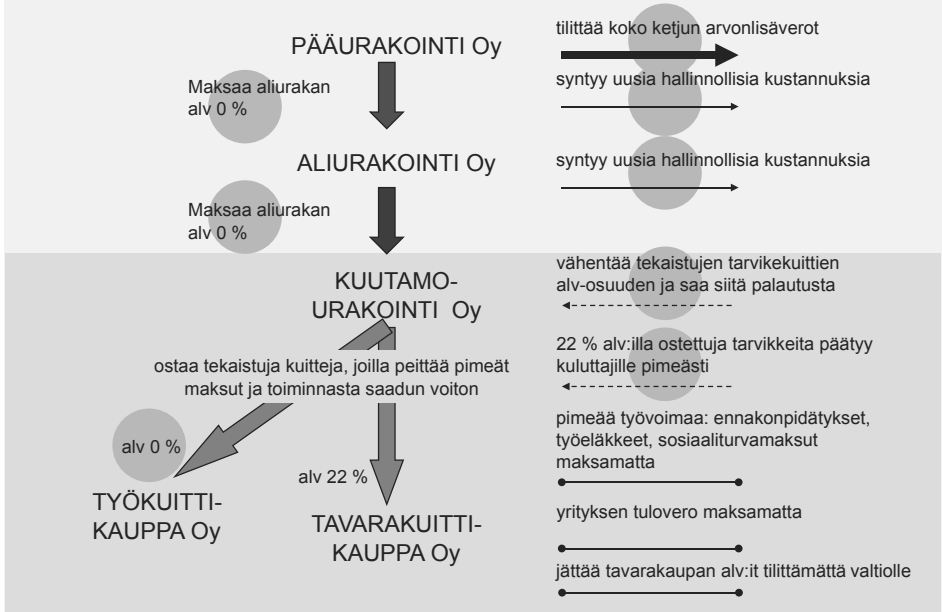 PÄÄURAKOINTI Oy
tilittää koko ketjun arvonlisäverot
syntyy uusia hallinnollisia kustannuksia
Maksaa aliurakan
alv 0 %
ALIURAKOINTI Oy
syntyy uusia hallinnollisia kustannuksia
Maksaa aliurakan
alv 0 %
KUUTAMO-
URAKOINTI Oy
vähentää tekaistujen tarvikekuittien
alv-osuuden ja saa siitä palautusta
22 % alv:illa ostettuja tarvikkeita päätyy
kuluttajille pimeästi
ostaa tekaistuja kuitteja, joilla peittää pimeät
maksut ja toiminnasta saadun voiton
pimeää työvoimaa: ennakonpidätykset,
työeläkkeet, sosiaaliturvamaksut
maksamatta
alv 0 %
alv 22 %
TYÖKUITTI-
KAUPPA Oy
TAVARAKUITTI-
KAUPPA Oy
yrityksen tulovero maksamatta
jättää tavarakaupan alv:it tilittämättä valtiolle